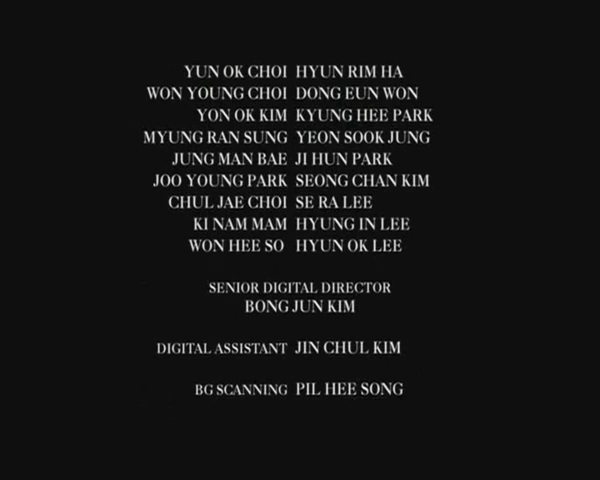 YUN OK CHOI HYUN RIM HA
WON YOUNG CHOI DONG EUN WON
YON OK KIM KYUNG HEE PARK
MYUNG RAN SUNG YEON SOOK JUNG
JUNG MAN BAE JI HUN PARK
JOO YOUNG PARK SEONG CHAN KIM
CHUL JAE CHOI SE RA LEE
KI NAM MAM HYUNG IN LEE
WON HEE SO HYUN OK LEE
SENIOR DIGITAL DIRECTOR
BONG JUN KIM
DIGITAL ASSISTANT JIN CHUL KIM
BG SCANNING PIL HEE SONG